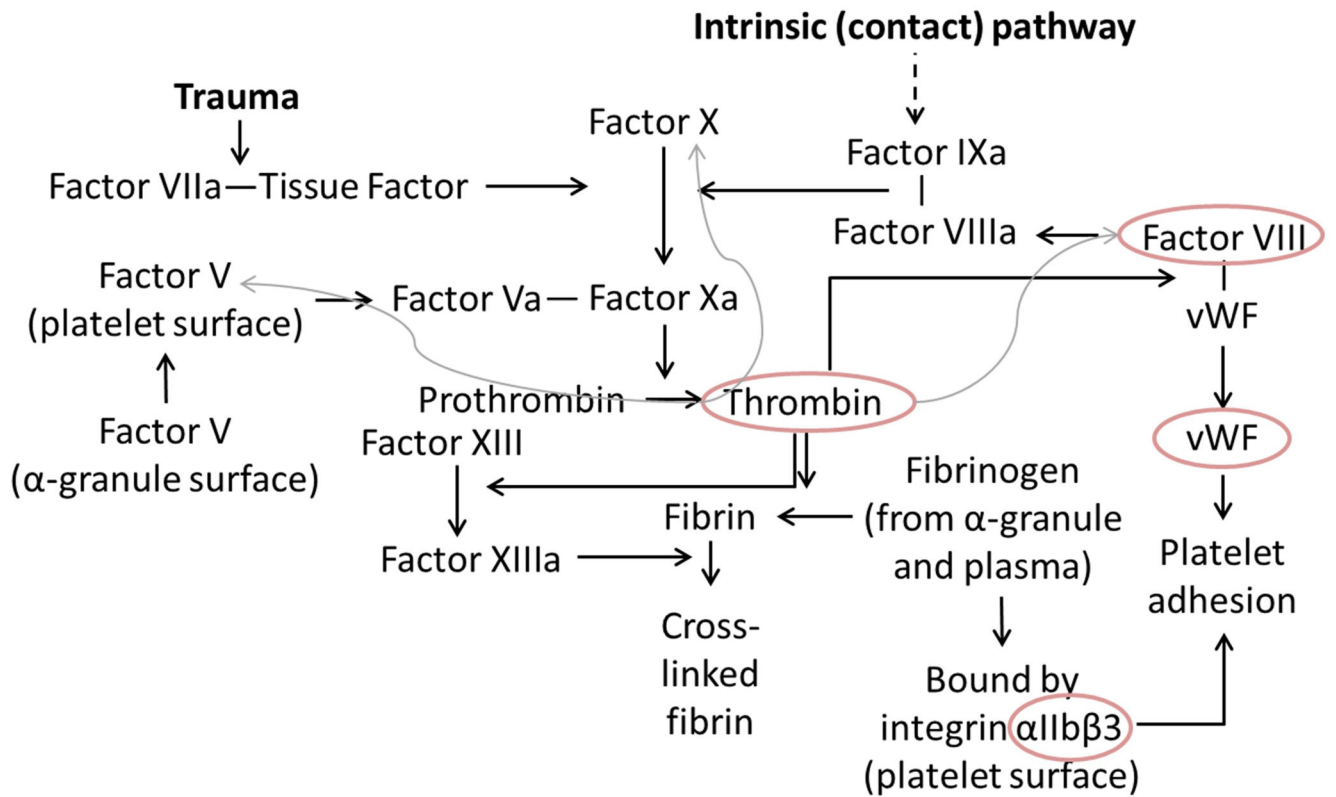 Intrinsic (contact) pathway
Trauma
Factor X
Factor IXa
Factor VIIa—Tissue Factor
Factor VIIIa
Factor VIII
Factor V
(platelet surface)
Factor Va— Factor Xa
vWF
Prothrombin
Thrombin
Factor V
(α-granule surface)
Factor XIII
vWF
Fibrinogen
(from α-granule
and plasma)
Fibrin
Factor XIIIa
Platelet
adhesion
Cross-
linked
fibrin
Bound by
integrin αIIbβ3
(platelet surface)